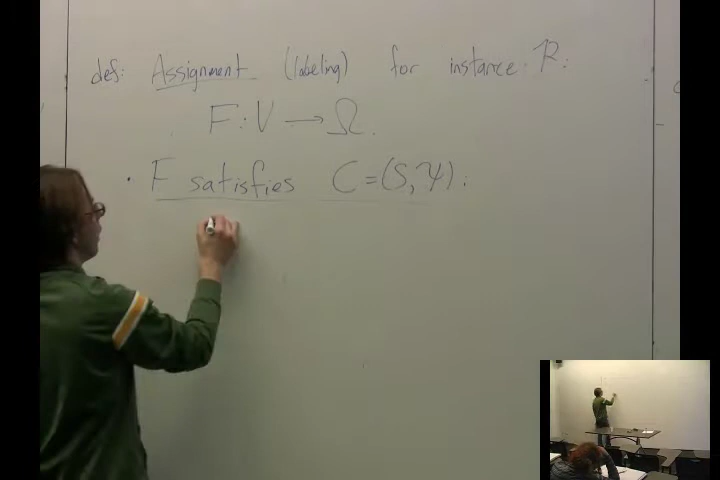 def: Assignment (labeling) for instance R:
F: V → Ω.
· F satisfies C = (S, Ψ):